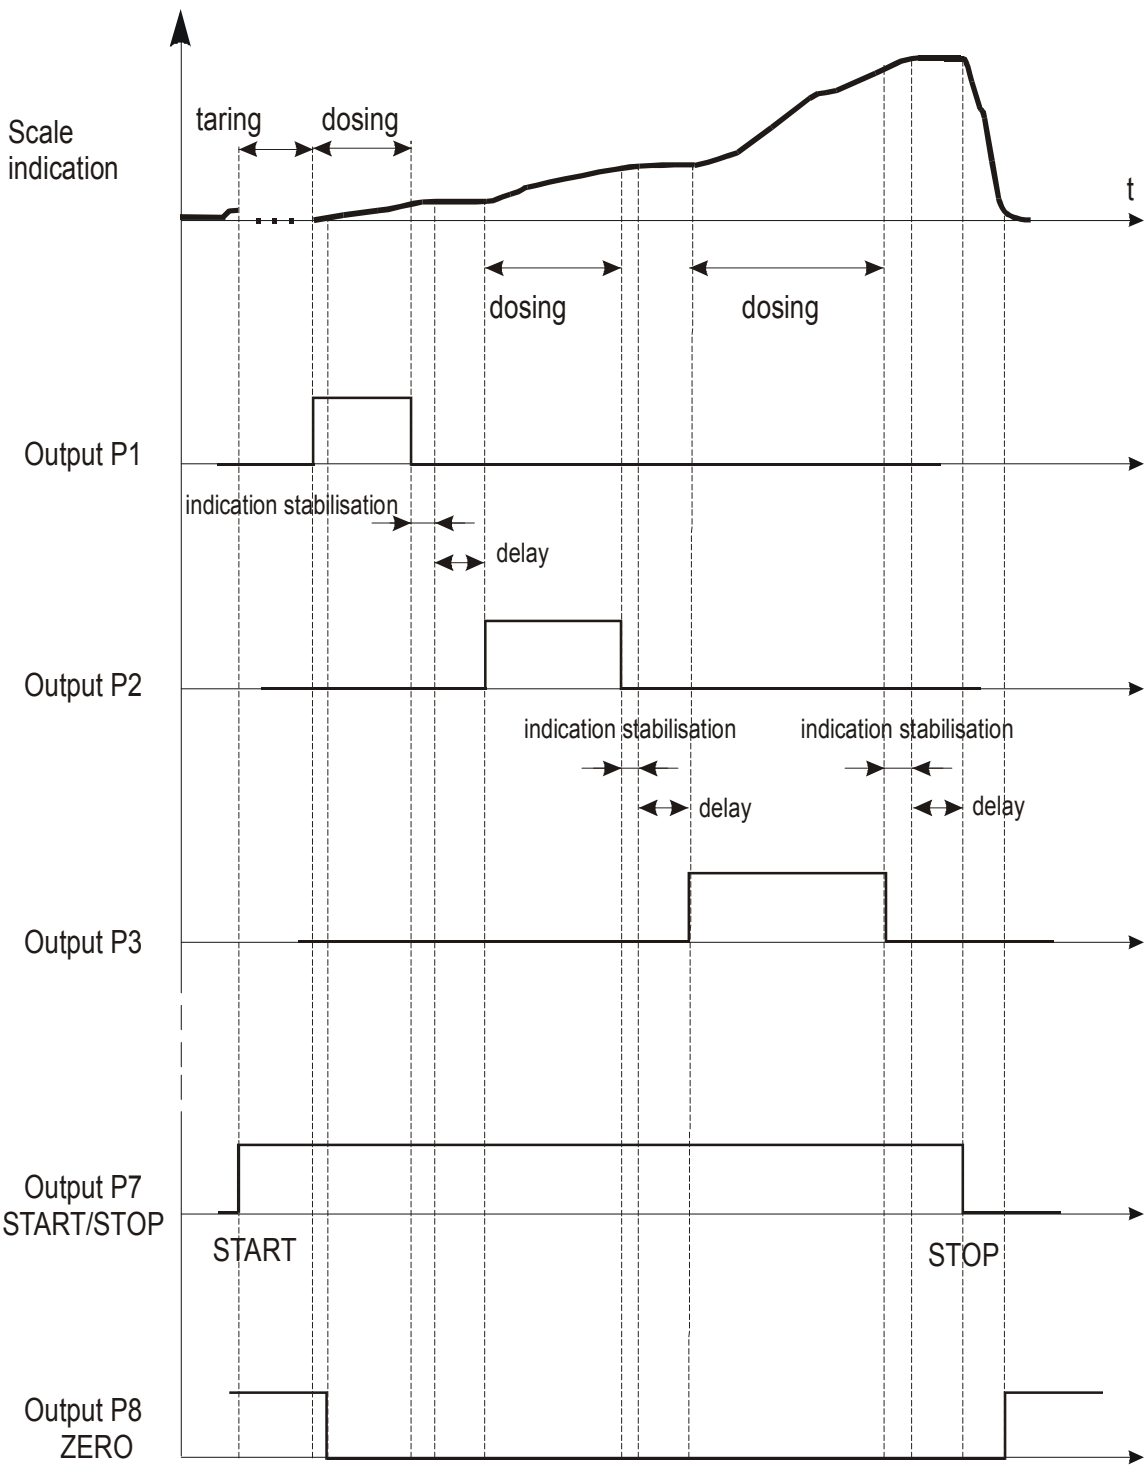 taring
dosing
Scale
indication
t
dosing
dosing
Output P1
indication stabilisation
delay
Output P2
indication stabilisation
indication stabilisation
delay
delay
Output P3
Output P7
START/STOP
START
STOP
Output P8
ZERO